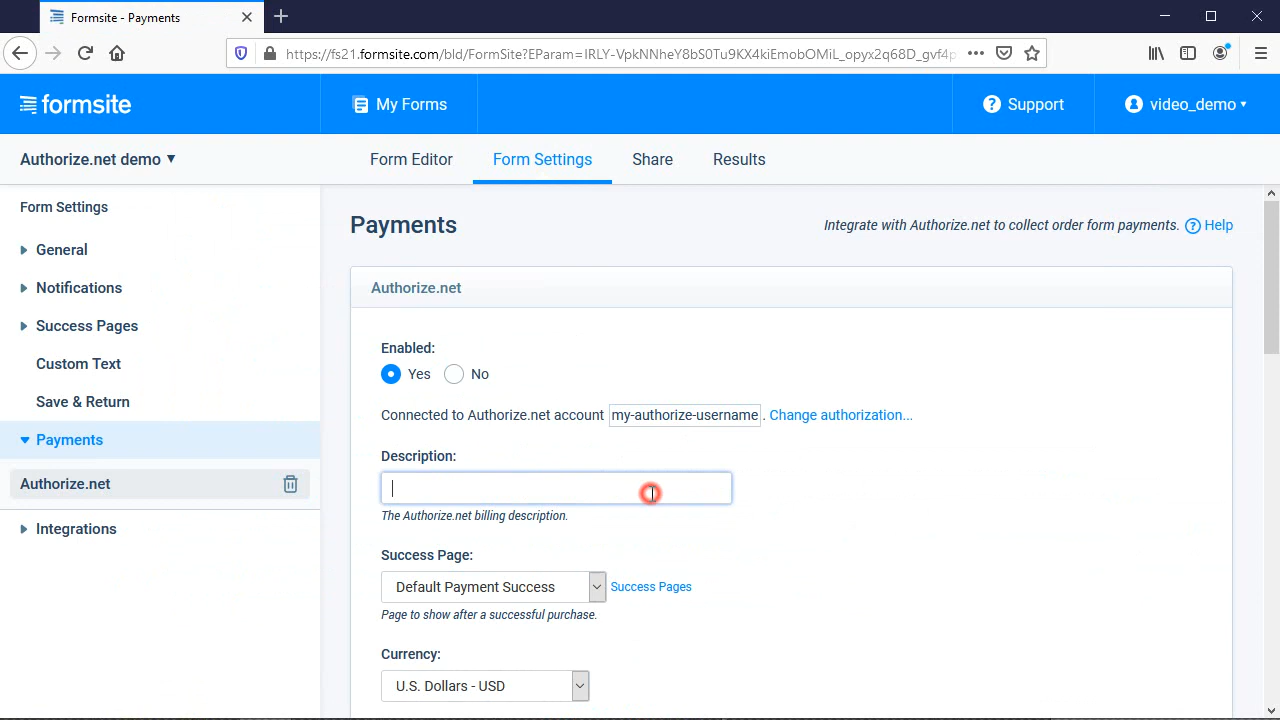 Formsite - Payments
https://fs21.formsite.com/bld/FormSite?EParam=IRLY-VpkNNheY8bS0Tu9KX4kiEmobOMiL_opyx2q68D_gvf4p
formsite
My Forms
Support
video_demo
Authorize.net demo
Form Editor
Form Settings
Share
Results
Form Settings
General
Notifications
Success Pages
Custom Text
Save & Return
Payments
Authorize.net
Integrations
Payments
Integrate with Authorize.net to collect order form payments. Help
Authorize.net
Enabled:
Yes No
Connected to Authorize.net account my-authorize-username . Change authorization...
Description:
The Authorize.net billing description.
Success Page:
Default Payment Success Success Pages
Page to show after a successful purchase.
Currency:
U.S. Dollars - USD